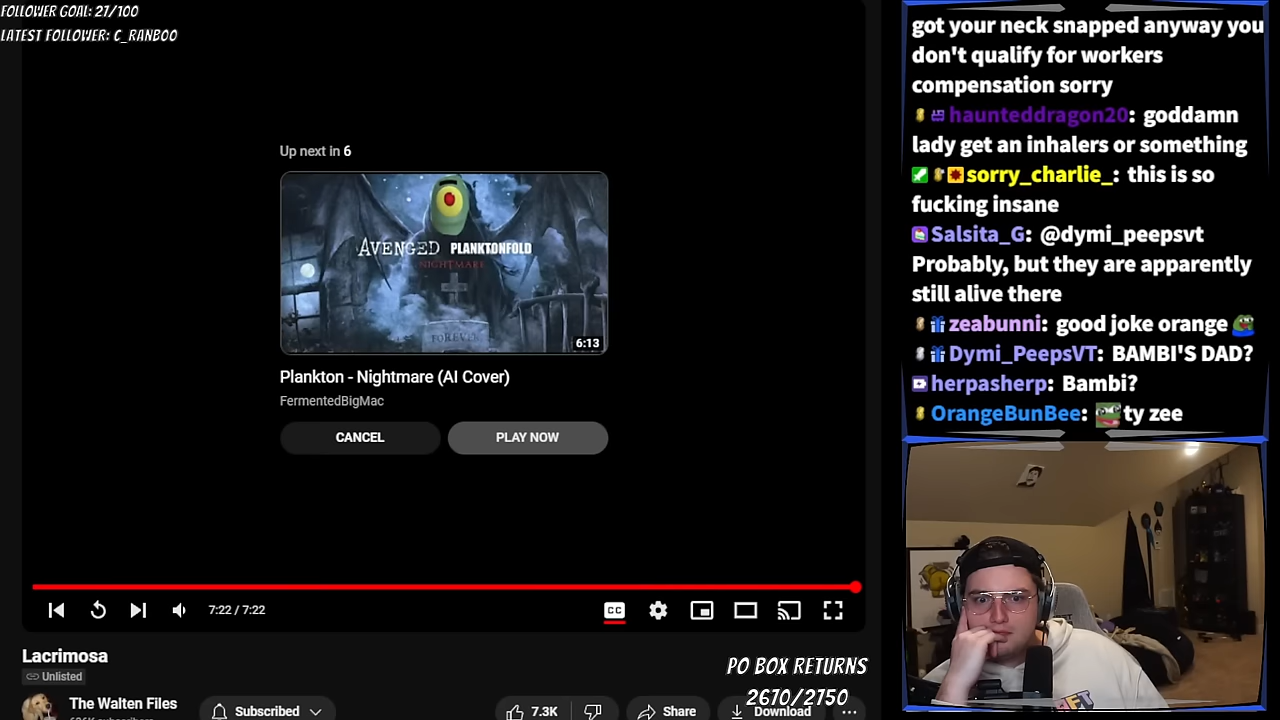 FOLLOWER GOAL: 27/100
LATEST FOLLOWER: C_RANBOO
Up next in 6
AVENGED PLANKTONFOLD
NIGHTMARE
FOREVER
6:13
Plankton - Nightmare (AI Cover)
FermentedBigMac
CANCEL
PLAY NOW
7:22 / 7:22
CC
Lacrimosa
Unlisted
The Walten Files
Subscribed
7.3K
Share
Download
PO BOX RETURNS
2670/2750
got your neck snapped anyway you
don't qualify for workers
compensation sorry
haunteddragon20: goddamn
lady get an inhalers or something
sorry_charlie_: this is so
fucking insane
Salsita_G: @dymi_peepsvt
Probably, but they are apparently
still alive there
zeabunni: good joke orange
Dymi_PeepsVT: BAMBI'S DAD?
herpasherp: Bambi?
OrangeBunBee: ty zee